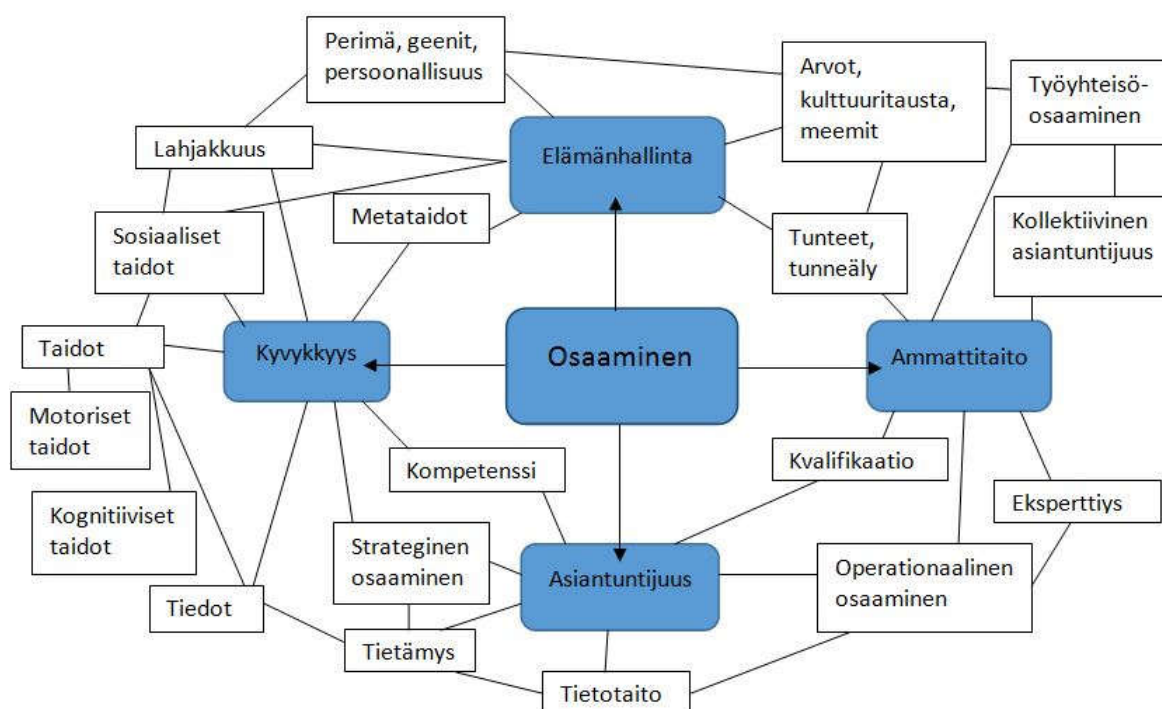 Perimä, geenit,
persoonallisuus
Arvot,
kulttuuritausta,
meemit
Työyhteisö-
osaaminen
Lahjakkuus
Elämänhallinta
Metataidot
Sosiaaliset
taidot
Tunteet,
tunneäly
Kollektiivinen
asiantuntijuus
Taidot
Kyvykkyys
Osaaminen
Ammattitaito
Motoriset
taidot
Kompetenssi
Kvalifikaatio
Eksperttiys
Kognitiiviset
taidot
Strateginen
osaaminen
Asiantuntijuus
Operationaalinen
osaaminen
Tiedot
Tietämys
Tietotaito